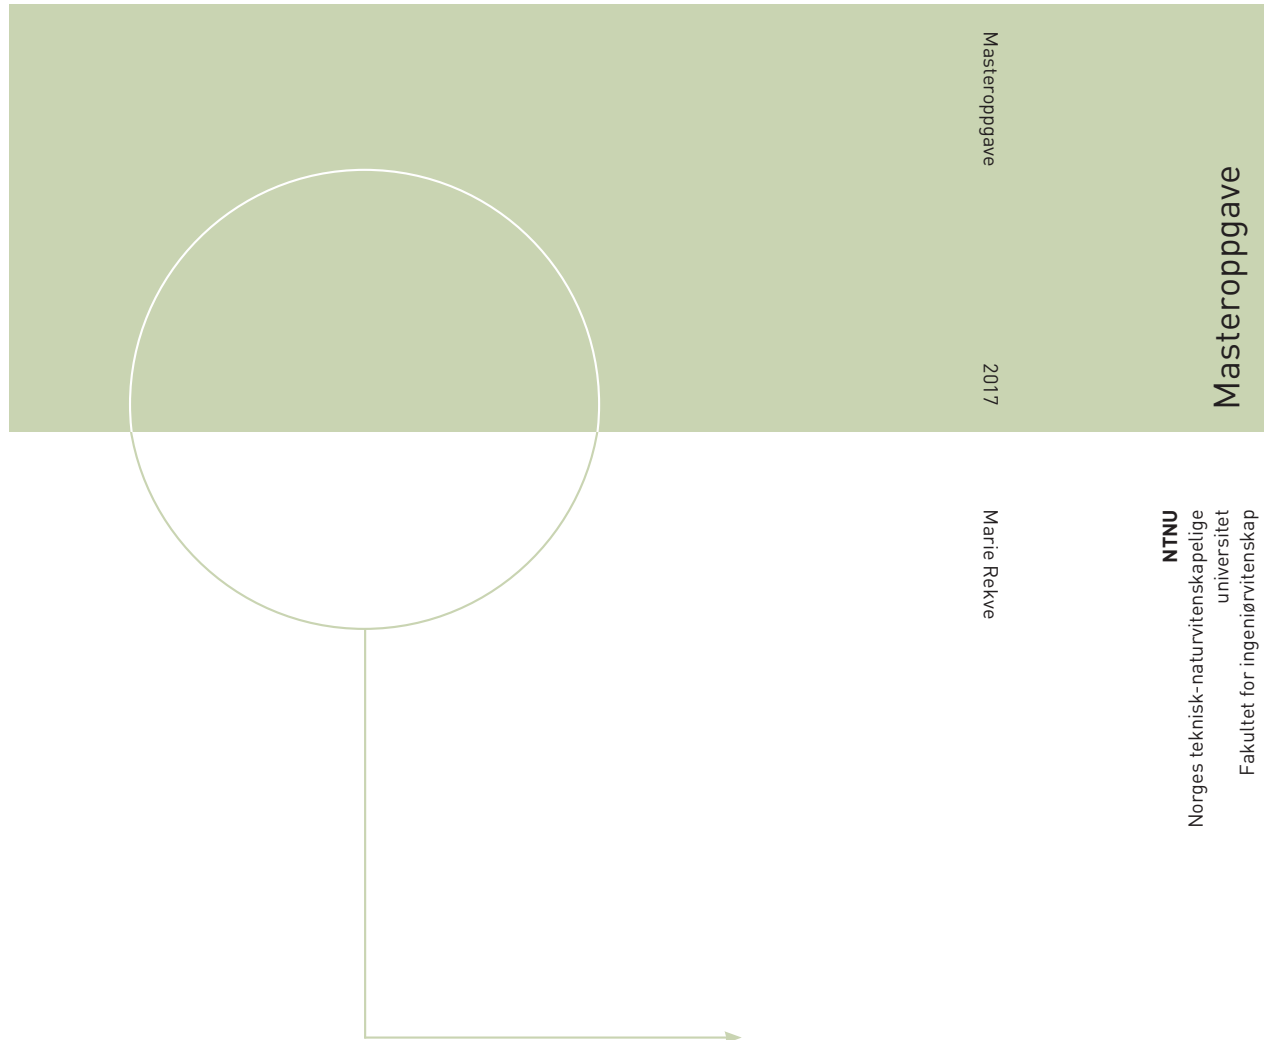 Masteroppgave
2017
Marie Rekve
Masteroppgave
NTNU
Norges teknisk-naturvitenskapelige
universitet
Fakultet for ingeniørvitenskap